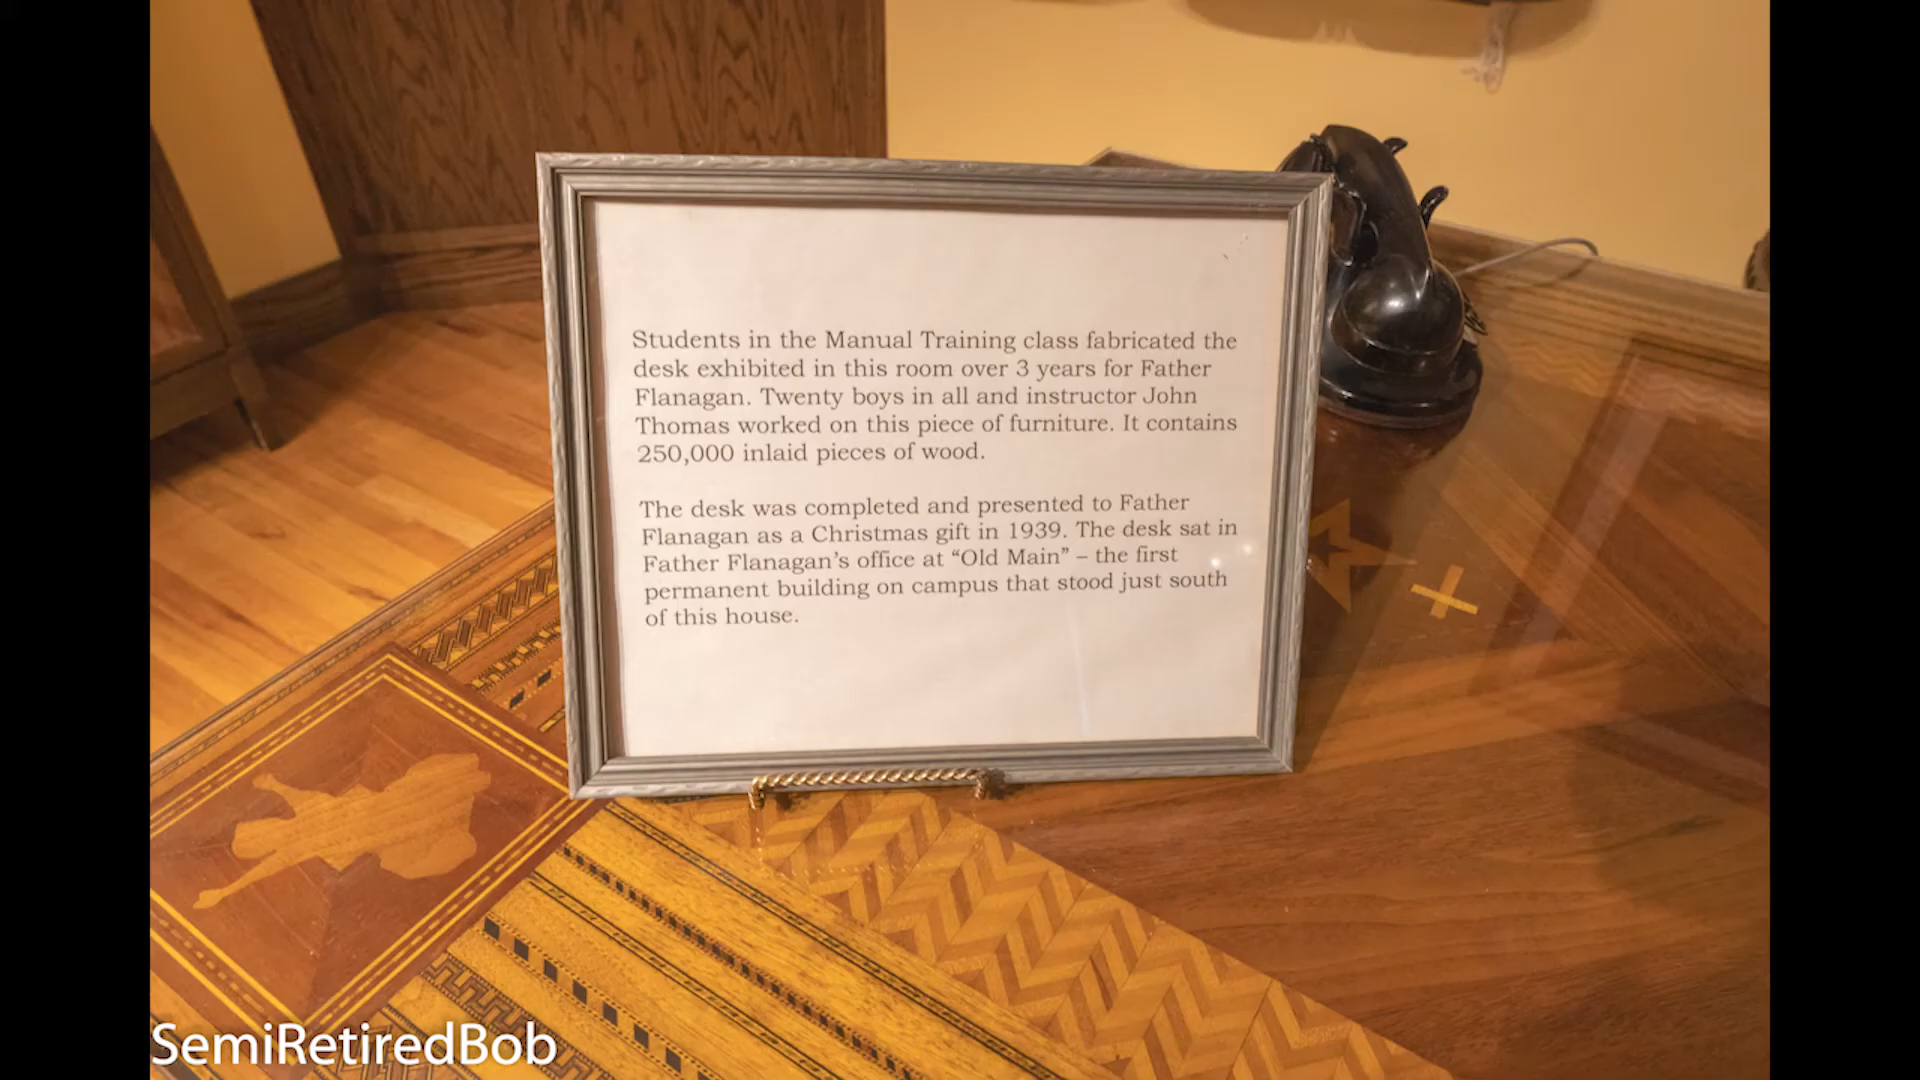 Students in the Manual Training class fabricated the
desk exhibited in this room over 3 years for Father
Flanagan. Twenty boys in all and instructor John
Thomas worked on this piece of furniture. It contains
250,000 inlaid pieces of wood.
The desk was completed and presented to Father
Flanagan as a Christmas gift in 1939. The desk sat in
Father Flanagan's office at “Old Main” – the first
permanent building on campus that stood just south
of this house.
SemiRetiredBob